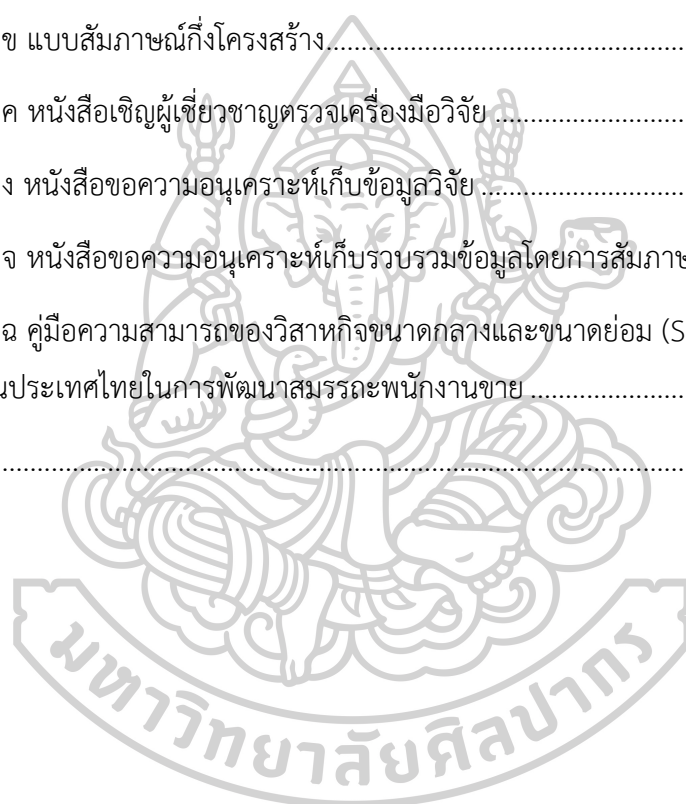 ข แบบสัมภาษณ์กึ่งโครงสร้าง........................................................
ค หนังสือเชิญผู้เชี่ยวชาญตรวจเครื่องมือวิจัย ..............................
ง หนังสือขอความอนุเคราะห์เก็บข้อมูลวิจัย ................................
จ หนังสือขอความอนุเคราะห์เก็บรวบรวมข้อมูลโดยการสัมภาษ
ฉ คู่มือความสามารถของวิสาหกิจขนาดกลางและขนาดย่อม (S
นประเทศไทยในการพัฒนาสมรรถะพนักงานขาย .........................
..........................................................................................................
มหาวิทยาลัยศิลปากร